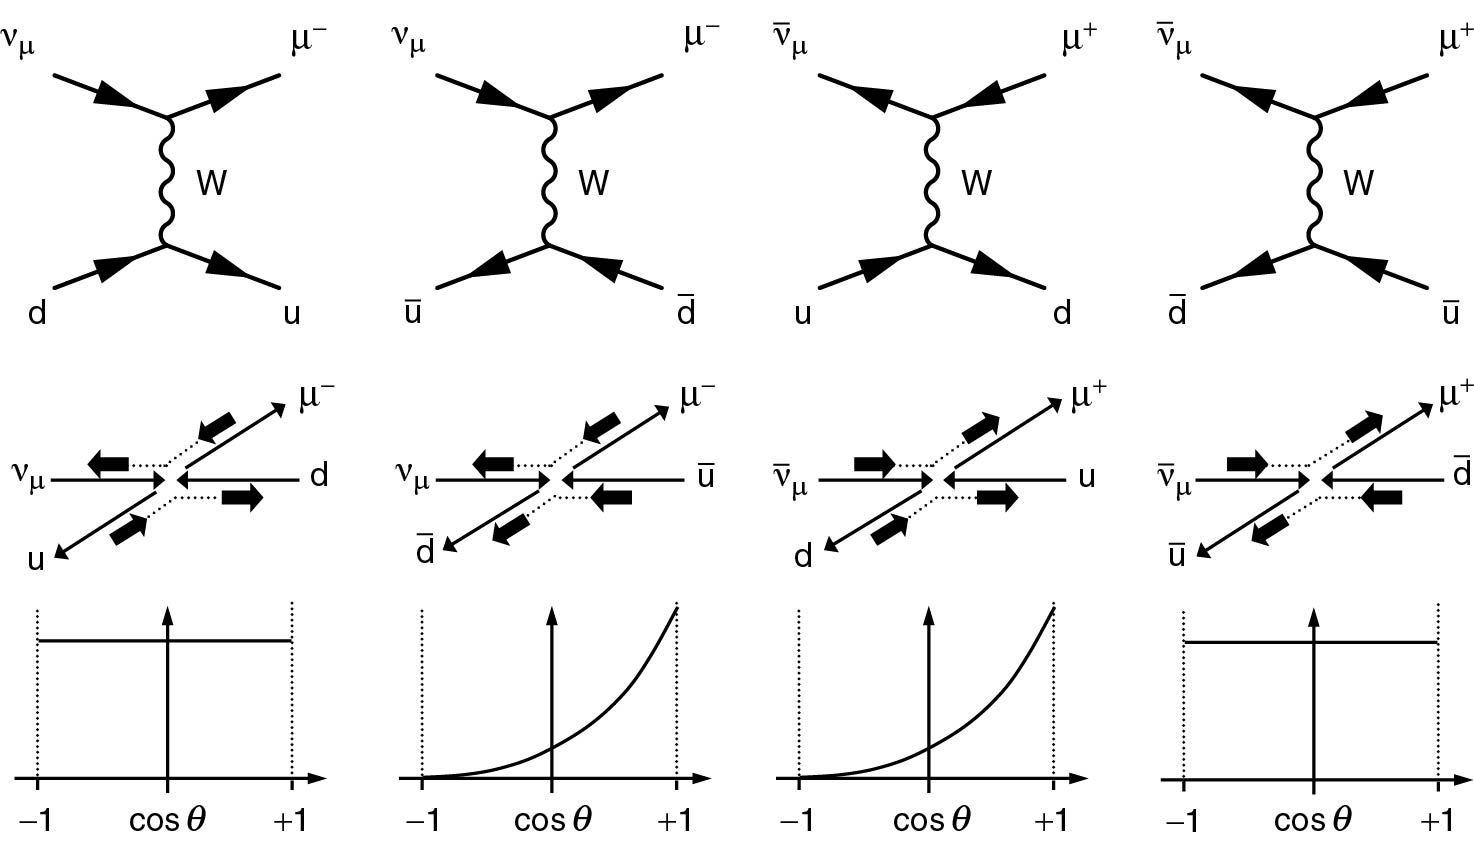 νμ μ− νμ μ− ν̄μ μ+ ν̄μ μ+
W W W W
d u ū d̄ u d d̄ ū
μ− μ− μ+ μ+
νμ d νμ ū ν̄μ u ν̄μ d̄
u d̄ d ū
−1 cos θ +1 −1 cos θ +1 −1 cos θ +1 −1 cos θ +1